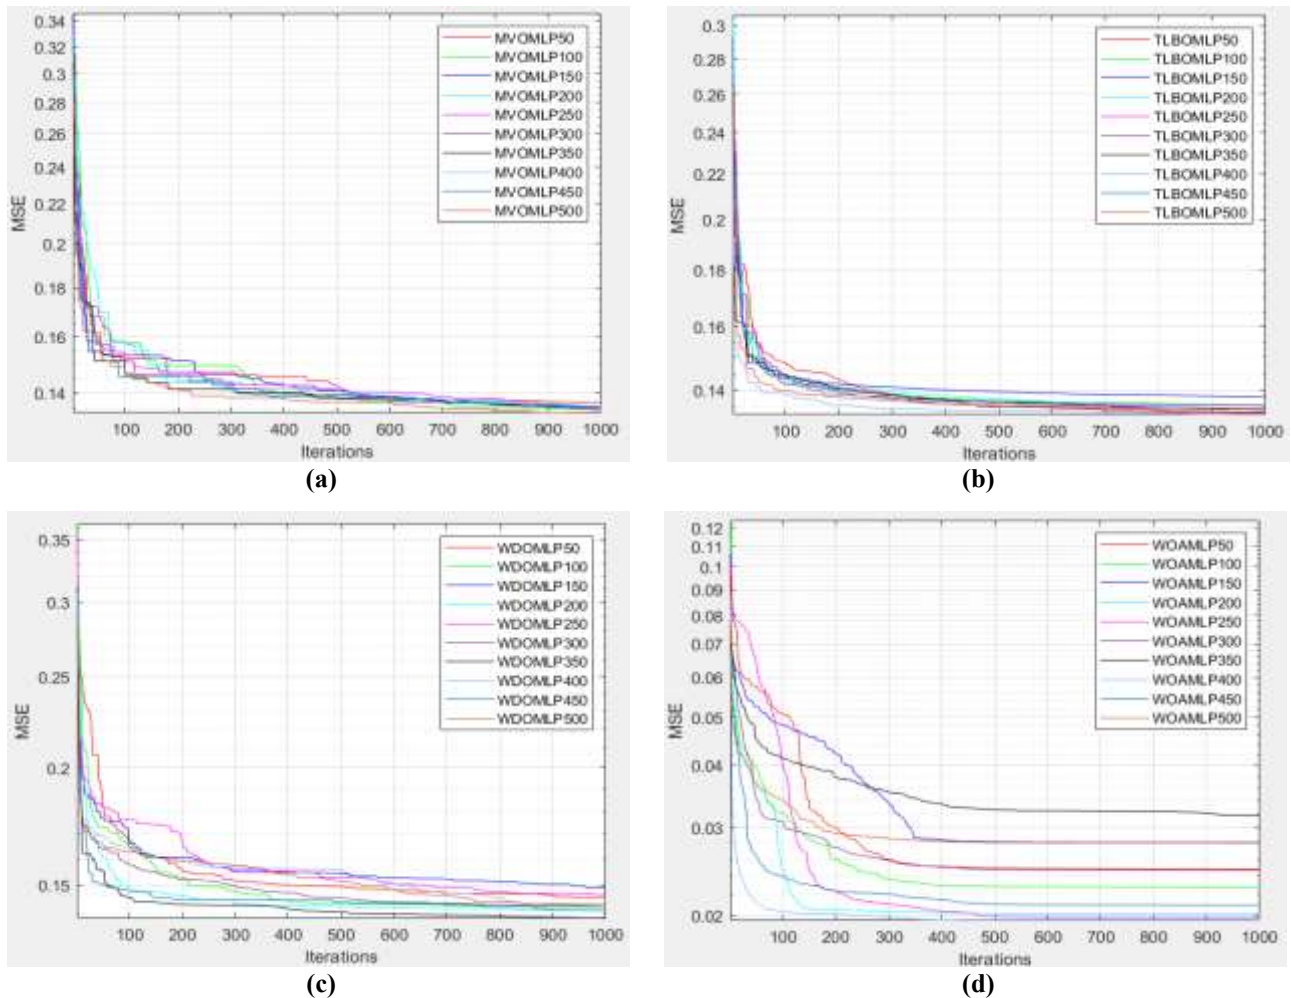 0.34
0.32
0.3
0.28
0.26
0.24
0.22
0.2
0.18
0.16
0.14
MSE
MVOMLP50
MVOMLP100
MVOMLP150
MVOMLP200
MVOMLP250
MVOMLP300
MVOMLP350
MVOMLP400
MVOMLP450
MVOMLP500
100 200 300 400 500 600 700 800 900 1000
Iterations
(a)
0.3
0.28
0.26
0.24
0.22
0.2
0.18
0.16
0.14
MSE
TLBOMLP50
TLBOMLP100
TLBOMLP150
TLBOMLP200
TLBOMLP250
TLBOMLP300
TLBOMLP350
TLBOMLP400
TLBOMLP450
TLBOMLP500
100 200 300 400 500 600 700 800 900 1000
Iterations
(b)
0.35
0.3
0.25
0.2
0.15
MSE
WDOMLP50
WDOMLP100
WDOMLP150
WDOMLP200
WDOMLP250
WDOMLP300
WDOMLP350
WDOMLP400
WDOMLP450
WDOMLP500
100 200 300 400 500 600 700 800 900 1000
Iterations
(c)
0.12
0.11
0.1
0.09
0.08
0.07
0.06
0.05
0.04
0.03
0.02
MSE
WOAMLP50
WOAMLP100
WOAMLP150
WOAMLP200
WOAMLP250
WOAMLP300
WOAMLP350
WOAMLP400
WOAMLP450
WOAMLP500
100 200 300 400 500 600 700 800 900 1000
Iterations
(d)